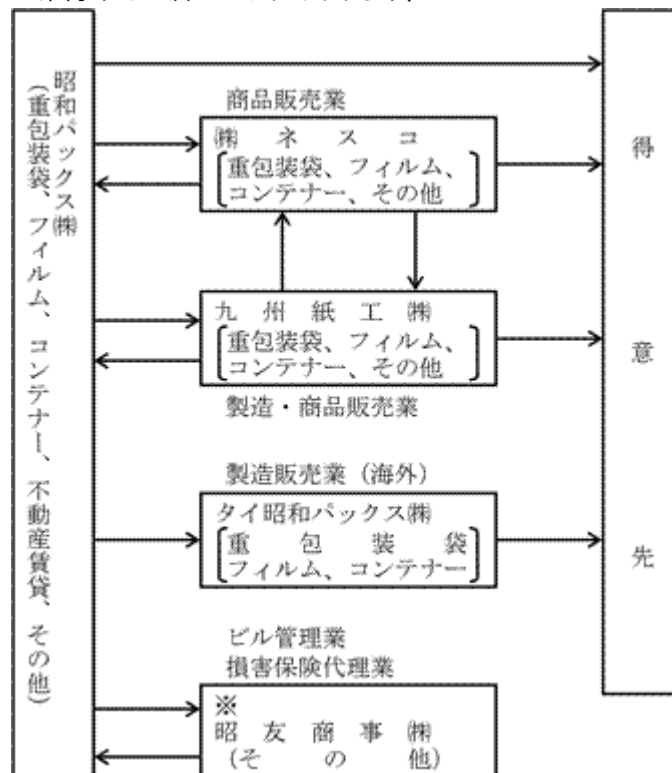 昭和パックス㈱
(重包装袋、フィルム、コンテナー、不動産賃貸、その他)
商品販売業
㈱ネスコ
重包装袋、フィルム、
コンテナー、その他
九州紙工㈱
重包装袋、フィルム、
コンテナー、その他
製造・商品販売業
製造販売業（海外）
タイ昭和パックス㈱
重包装袋
フィルム、コンテナー
ビル管理業
損害保険代理業
※
昭友商事㈱
(その他)
得意先